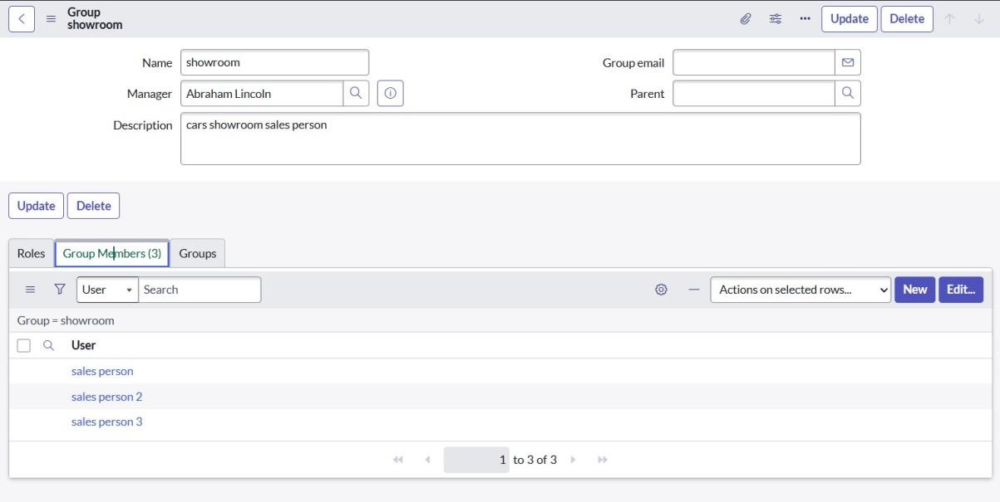 Group
showroom
Update
Delete
Name
showroom
Group email
Manager
Abraham Lincoln
Parent
Description
cars showroom sales person
Update
Delete
Roles
Group Members (3)
Groups
User
Search
Actions on selected rows...
New
Edit...
Group = showroom
User
sales person
sales person 2
sales person 3
1 to 3 of 3